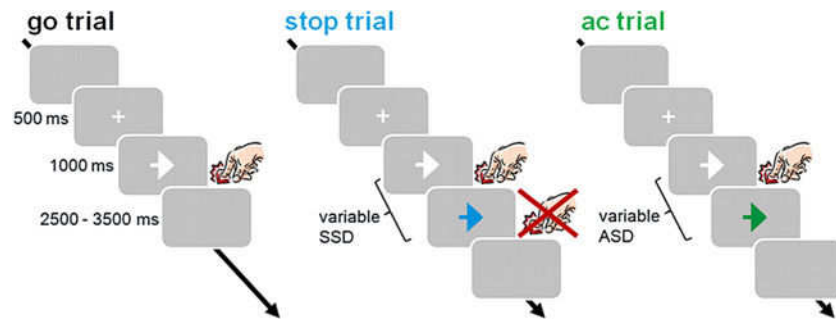 go trial
stop trial
ac trial
500 ms
1000 ms
2500 - 3500 ms
variable
SSD
variable
ASD